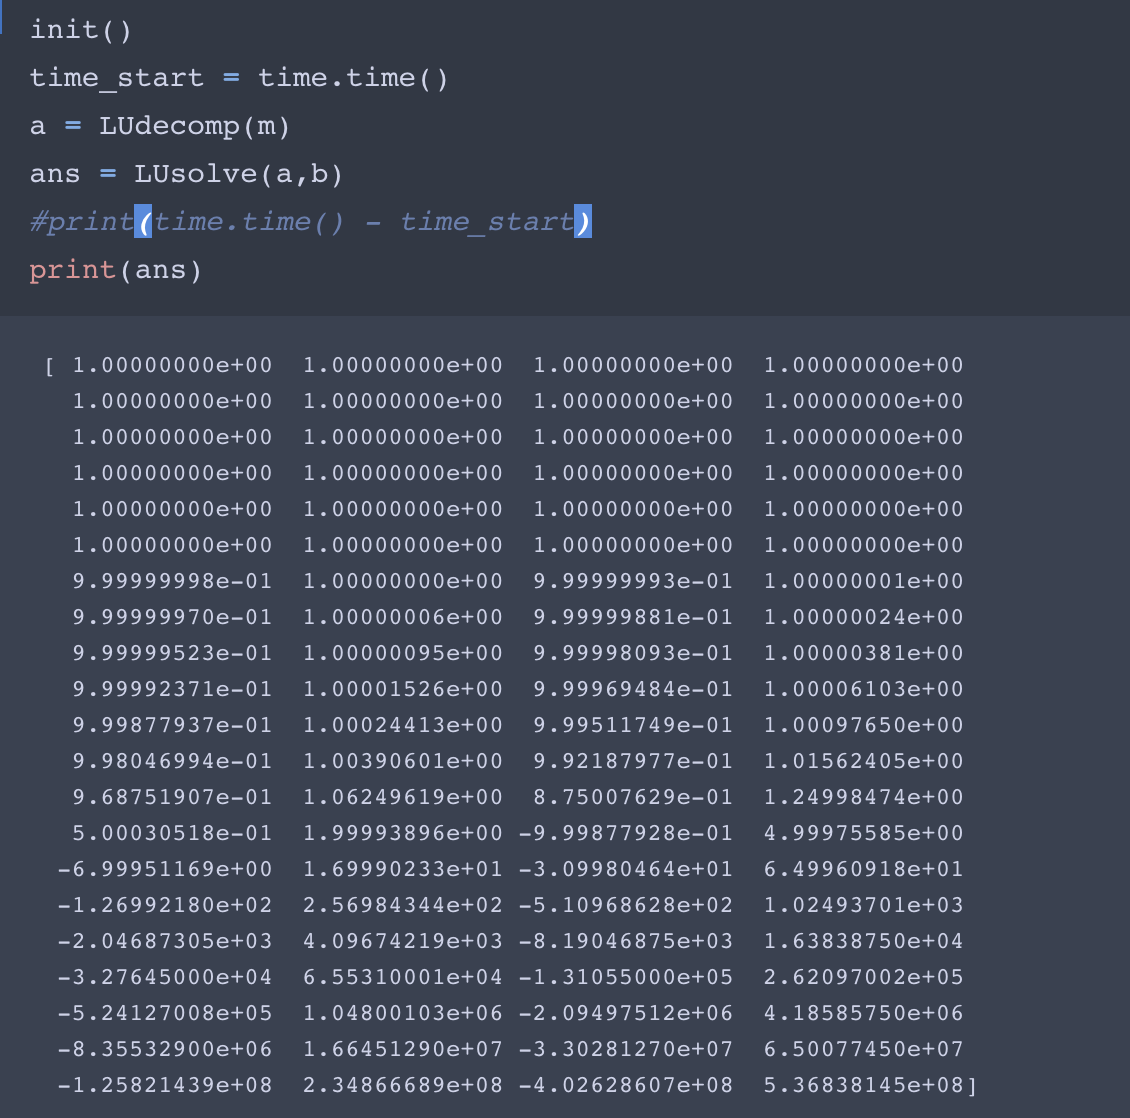 init()
time_start = time.time()
a = LUdecomp(m)
ans = LUsolve(a,b)
#print(time.time() - time_start)
print(ans)
[ 1.00000000e+00 1.00000000e+00 1.00000000e+00 1.00000000e+00
1.00000000e+00 1.00000000e+00 1.00000000e+00 1.00000000e+00
1.00000000e+00 1.00000000e+00 1.00000000e+00 1.00000000e+00
1.00000000e+00 1.00000000e+00 1.00000000e+00 1.00000000e+00
1.00000000e+00 1.00000000e+00 1.00000000e+00 1.00000000e+00
1.00000000e+00 1.00000000e+00 1.00000000e+00 1.00000000e+00
9.99999998e-01 1.00000000e+00 9.99999993e-01 1.00000001e+00
9.99999970e-01 1.00000006e+00 9.99999881e-01 1.00000024e+00
9.99999523e-01 1.00000095e+00 9.99998093e-01 1.00000381e+00
9.99992371e-01 1.00001526e+00 9.99969484e-01 1.00006103e+00
9.99877937e-01 1.00024413e+00 9.99511749e-01 1.00097650e+00
9.98046994e-01 1.00390601e+00 9.92187977e-01 1.01562405e+00
9.68751907e-01 1.06249619e+00 8.75007629e-01 1.24998474e+00
5.00030518e-01 1.99993896e+00 -9.99877928e-01 4.99975585e+00
-6.99951169e+00 1.69990233e+01 -3.09980464e+01 6.49960918e+01
-1.26992180e+02 2.56984344e+02 -5.10968628e+02 1.02493701e+03
-2.04687305e+03 4.09674219e+03 -8.19046875e+03 1.63838750e+04
-3.27645000e+04 6.55310001e+04 -1.31055000e+05 2.62097002e+05
-5.24127008e+05 1.04800103e+06 -2.09497512e+06 4.18585750e+06
-8.35532900e+06 1.66451290e+07 -3.30281270e+07 6.50077450e+07
-1.25821439e+08 2.34866689e+08 -4.02628607e+08 5.36838145e+08]